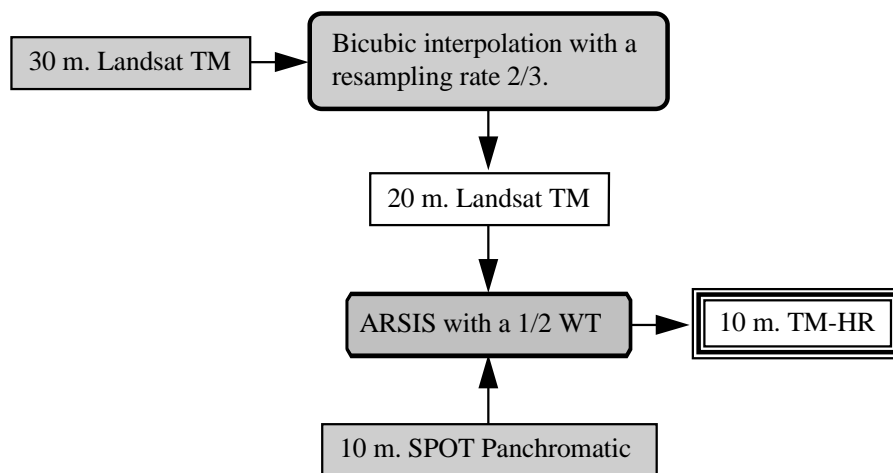 30 m. Landsat TM
Bicubic interpolation with a
resampling rate 2/3.
20 m. Landsat TM
ARSIS with a 1/2 WT
10 m. TM-HR
10 m. SPOT Panchromatic